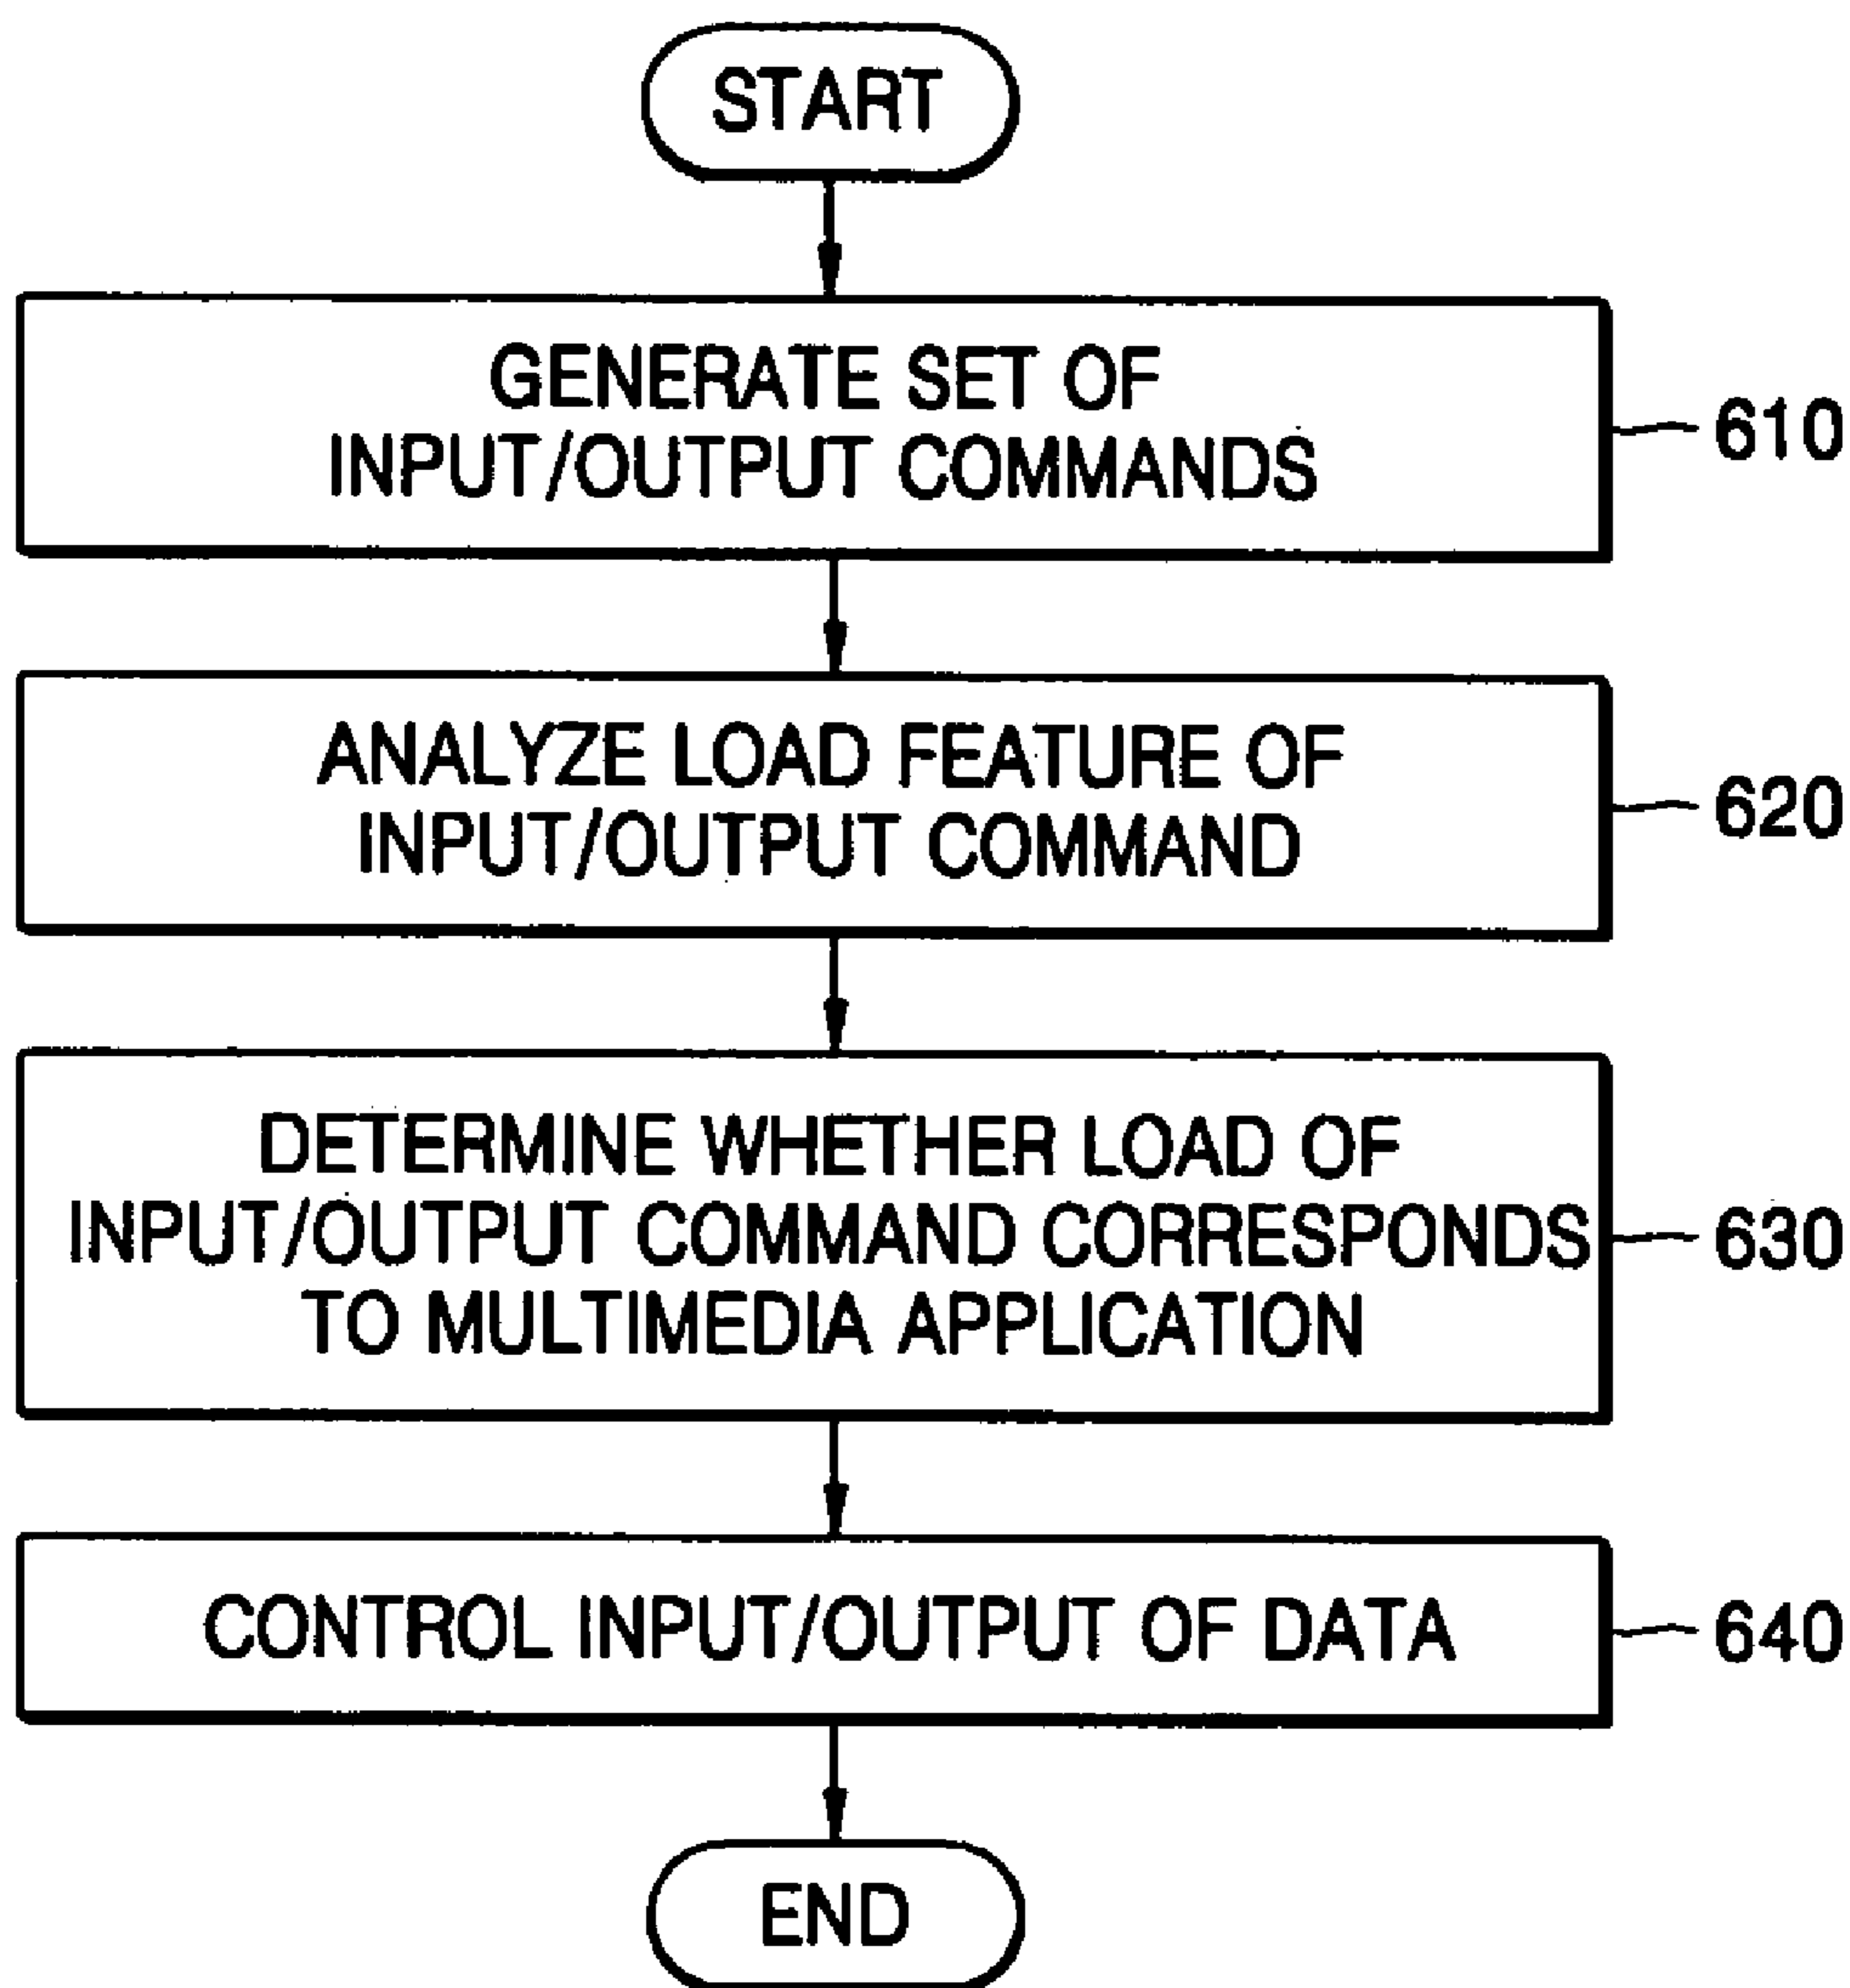 START
GENERATE SET OF
INPUT/OUTPUT COMMANDS
610
ANALYZE LOAD FEATURE OF
INPUT/OUTPUT COMMAND
620
DETERMINE WHETHER LOAD OF
INPUT/OUTPUT COMMAND CORRESPONDS
TO MULTIMEDIA APPLICATION
630
CONTROL INPUT/OUTPUT OF DATA
640
END